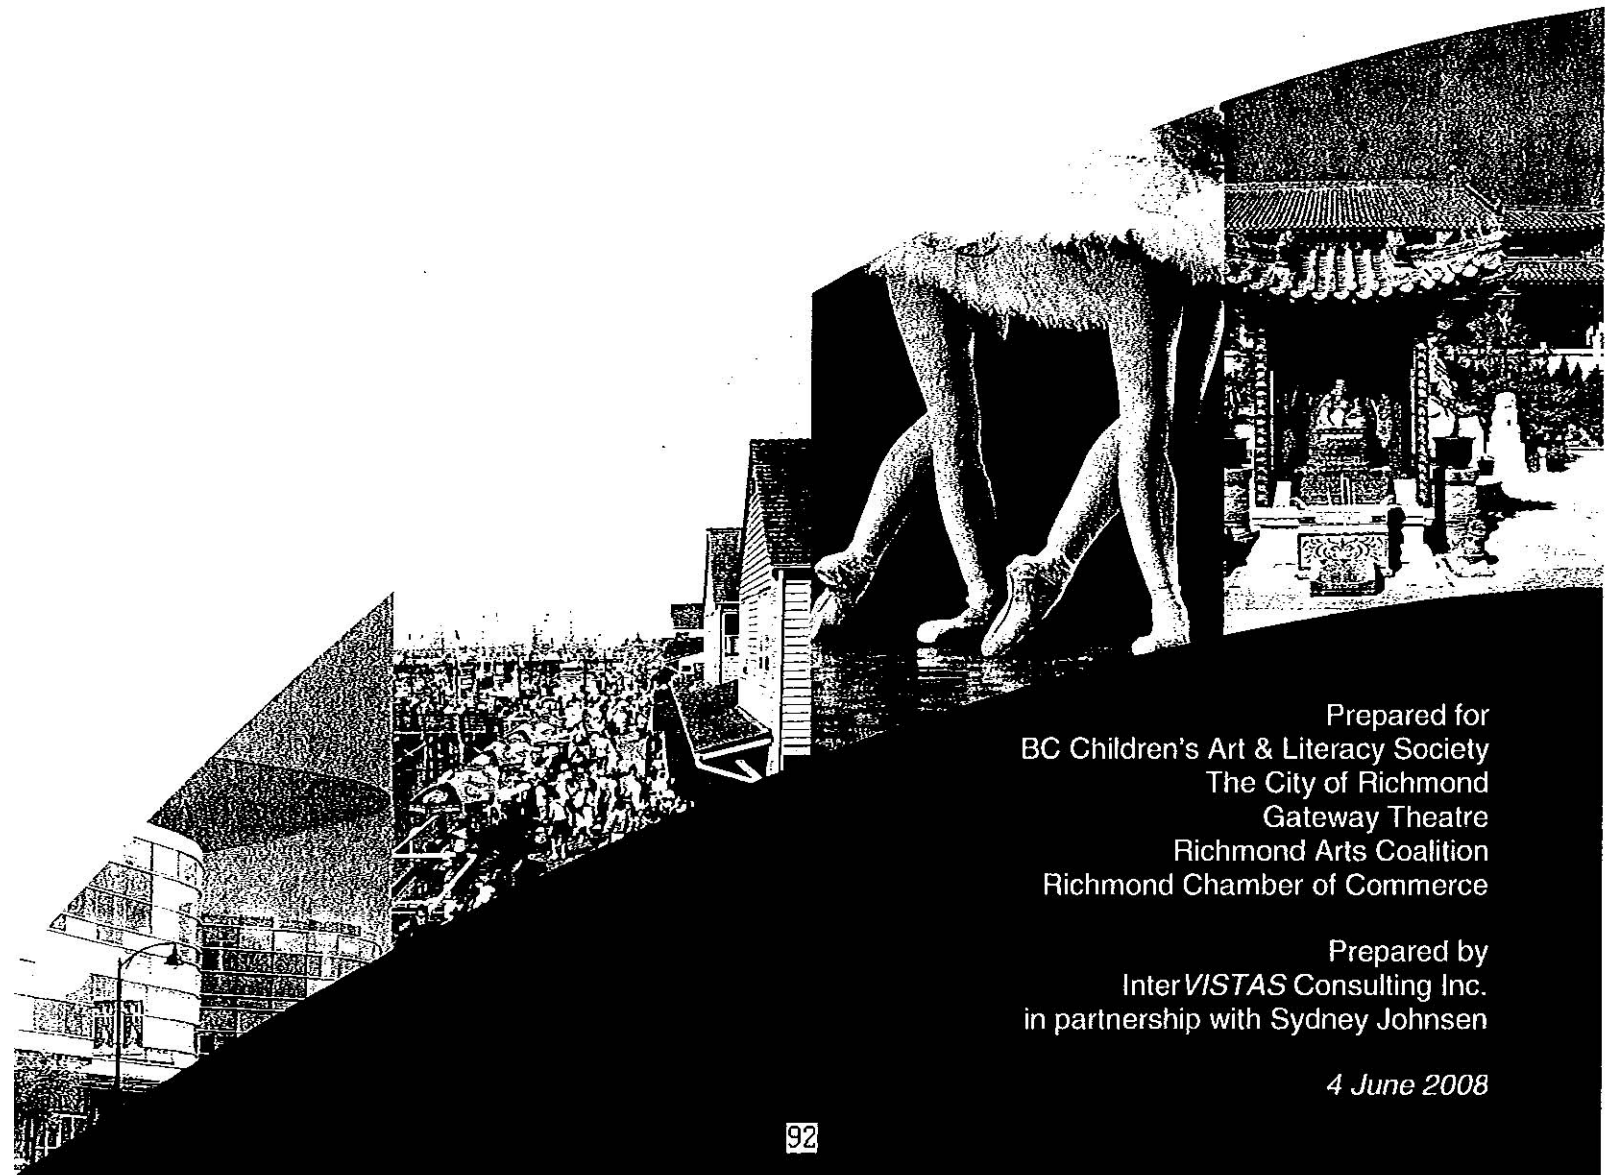 Prepared for
BC Children's Art & Literacy Society
The City of Richmond
Gateway Theatre
Richmond Arts Coalition
Richmond Chamber of Commerce
Prepared by
InterVISTAS Consulting Inc.
in partnership with Sydney Johnsen
4 June 2008
92